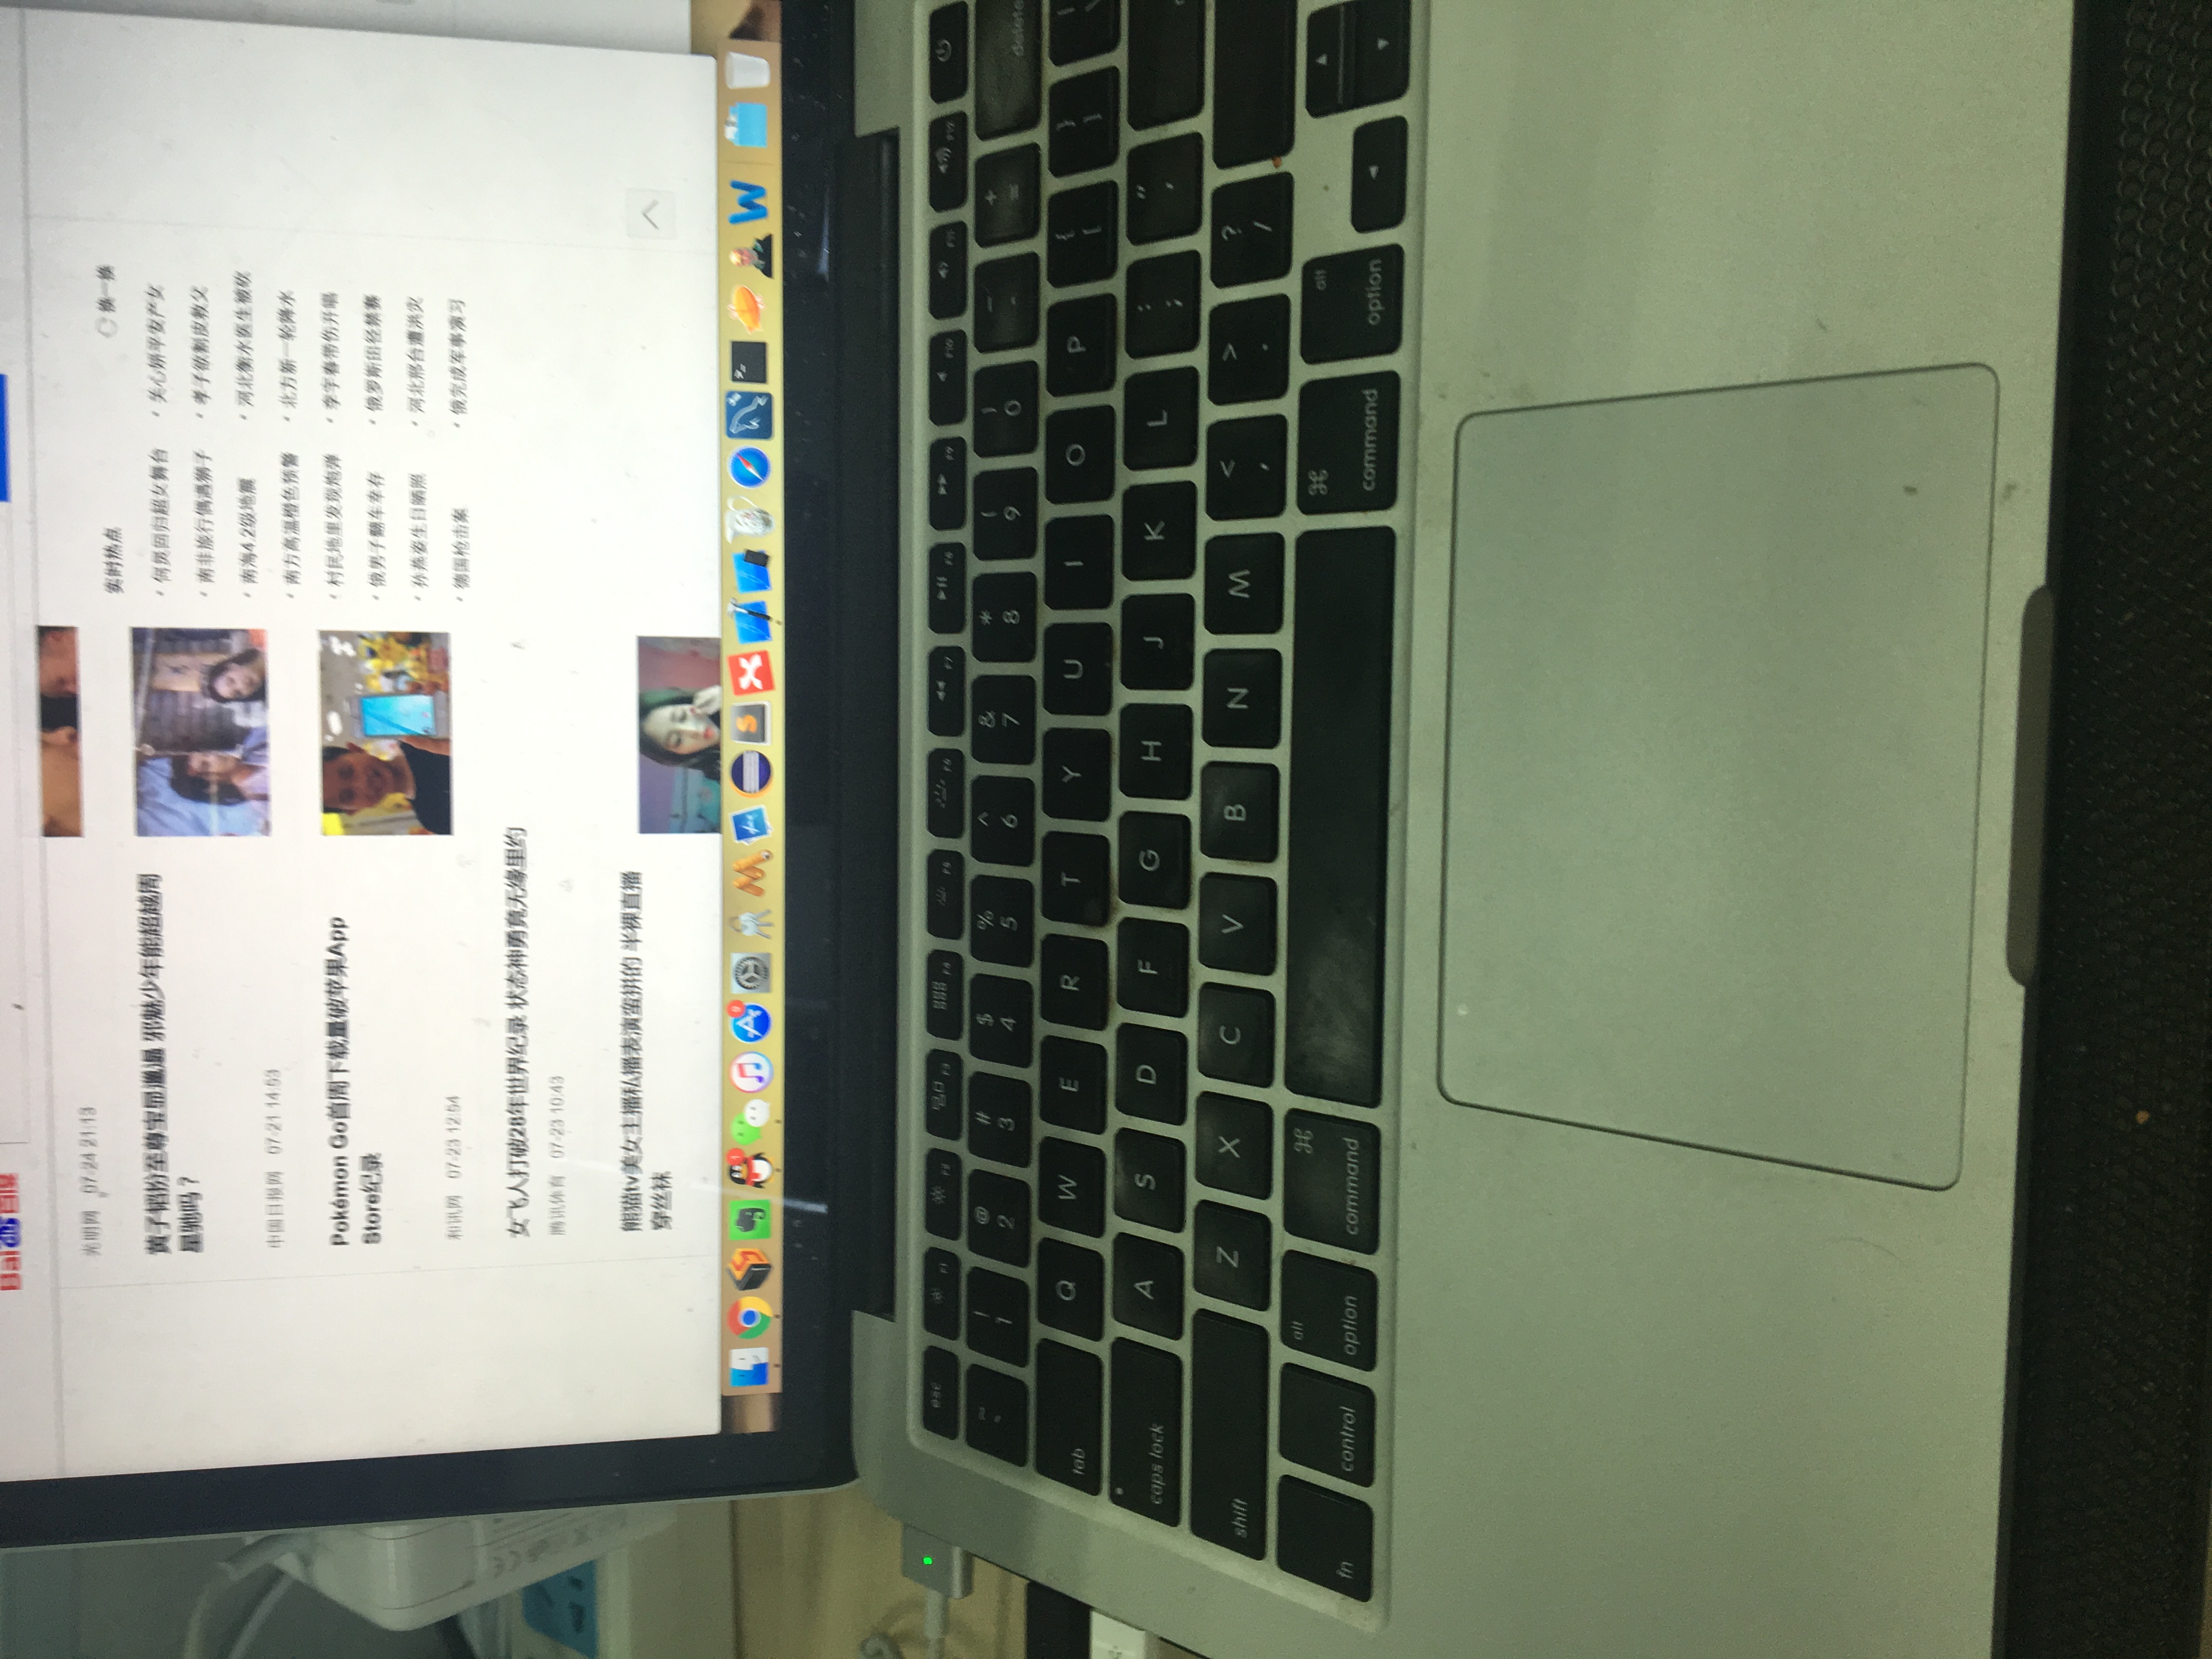 Bai 百度
光明网 07-24 21:13
黄子韬扮至尊宝显邋遢 邪魅少年能超越周
星驰吗？
中国日报网 07-21 14:53
Pokémon Go首周下载量破苹果App
Store纪录
和讯网 07-23 12:54
女飞人打破28年世界纪录 状态神勇竟无缘里约
腾讯体育 07-23 10:43
熊猫tv美女主播私播表演蛮拼的 半裸直播
穿丝袜
实时热点 换一换
何炅回归超女舞台 关心妍平安产女
南非旅行偶遇狮子 孝子欲割皮救父
南海4.2级地震 河北衡水医生被砍
南方高温橙色预警 北方新一轮降水
村民地里发现炮弹 李宇春带伤开唱
俄男子翻车幸存 俄罗斯田径禁赛
孙燕姿生日晒照 河北邢台遭洪灾
德国枪击案 俄完成军事演习
esc F1 F2 F3 F4 F5 F6 F7 F8 F9 F10 F11 F12
~ ! @ # $ % ^ & * ( ) — +
` 1 2 3 4 5 6 7 8 9 0 - = delete
tab Q W E R T Y U I O P { [ } ]
caps lock A S D F G H J K L : ; " '
shift Z X C V B N M < , > . ? /
fn control alt option ⌘ command ⌘ command alt option